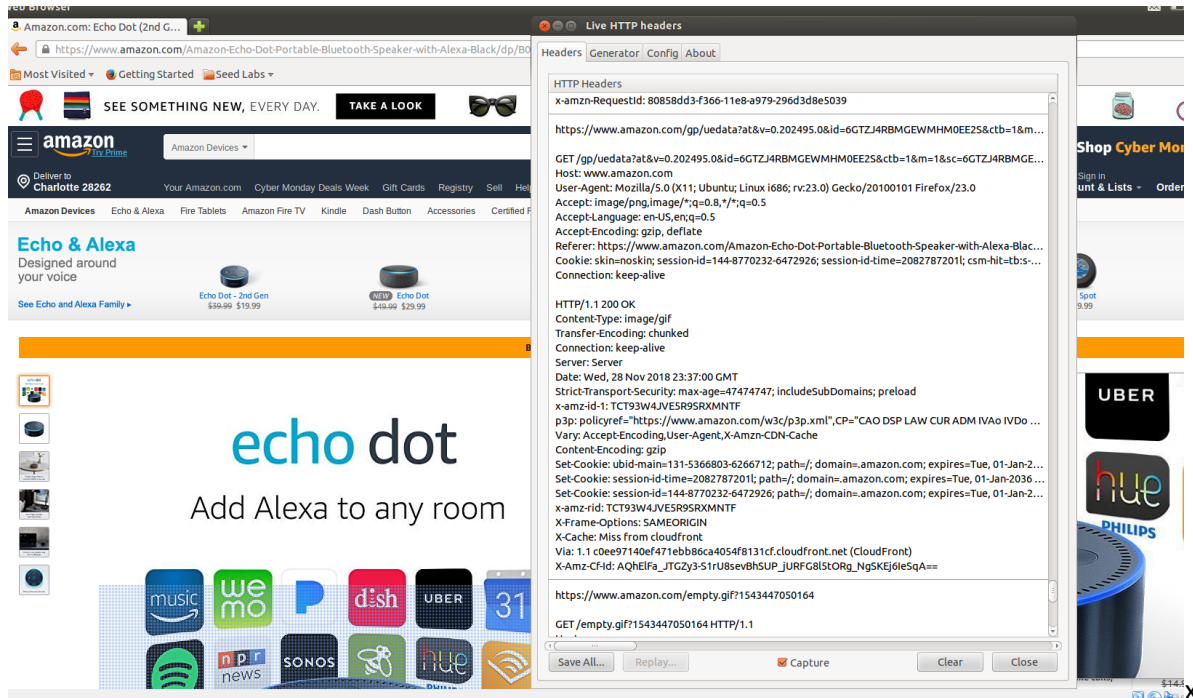 Web Browser
Amazon.com: Echo Dot (2nd G...
https://www.amazon.com/Amazon-Echo-Dot-Portable-Bluetooth-Speaker-with-Alexa-Black/dp/B0
Most Visited
Getting Started
Seed Labs
SEE SOMETHING NEW, EVERY DAY.
TAKE A LOOK
amazon
Try Prime
Amazon Devices
Deliver to
Charlotte 28262
Your Amazon.com
Cyber Monday Deals Week
Gift Cards
Registry
Sell
Help
Amazon Devices
Echo & Alexa
Fire Tablets
Amazon Fire TV
Kindle
Dash Button
Accessories
Certified R
Echo & Alexa
Designed around
your voice
See Echo and Alexa Family
Echo Dot - 2nd Gen
$39.99 $19.99
NEW Echo Dot
$49.99 $29.99
echo dot
Add Alexa to any room
music
we
mo
dish
UBER
31
npr
news
SONOS
hue
Live HTTP headers
Headers
Generator
Config
About
HTTP Headers
x-amzn-RequestId: 80858dd3-f366-11e8-a979-296d3d8e5039
https://www.amazon.com/gp/uedata?at&v=0.202495.0&id=6GTZJ4RBMGEWMHM0EE2S&ctb=1&m...
GET /gp/uedata?at&v=0.202495.0&id=6GTZJ4RBMGEWMHM0EE2S&ctb=1&m=1&sc=6GTZJ4RBMGE...
Host: www.amazon.com
User-Agent: Mozilla/5.0 (X11; Ubuntu; Linux i686; rv:23.0) Gecko/20100101 Firefox/23.0
Accept: image/png,image/*;q=0.8,*/*;q=0.5
Accept-Language: en-US,en;q=0.5
Accept-Encoding: gzip, deflate
Referer: https://www.amazon.com/Amazon-Echo-Dot-Portable-Bluetooth-Speaker-with-Alexa-Blac...
Cookie: skin=noskin; session-id=144-8770232-6472926; session-id-time=2082787201l; csm-hit=tb:s-...
Connection: keep-alive
HTTP/1.1 200 OK
Content-Type: image/gif
Transfer-Encoding: chunked
Connection: keep-alive
Server: Server
Date: Wed, 28 Nov 2018 23:37:00 GMT
Strict-Transport-Security: max-age=47474747; includeSubDomains; preload
x-amz-id-1: TCT93W4JVE5R9SRXMNTF
p3p: policyref="https://www.amazon.com/w3c/p3p.xml",CP="CAO DSP LAW CUR ADM IVAo IVDo ...
Vary: Accept-Encoding,User-Agent,X-Amzn-CDN-Cache
Content-Encoding: gzip
Set-Cookie: ubid-main=131-5366803-6266712; path=/; domain=.amazon.com; expires=Tue, 01-Jan-2...
Set-Cookie: session-id-time=2082787201l; path=/; domain=.amazon.com; expires=Tue, 01-Jan-2036 ...
Set-Cookie: session-id=144-8770232-6472926; path=/; domain=.amazon.com; expires=Tue, 01-Jan-2...
x-amz-rid: TCT93W4JVE5R9SRXMNTF
X-Frame-Options: SAMEORIGIN
X-Cache: Miss from cloudfront
Via: 1.1 c0ee97140ef471ebb86ca4054f8131cf.cloudfront.net (CloudFront)
X-Amz-Cf-Id: AQhElFa_JTGZy3-S1rU8sevBhSUP_jURFG8l5tORg_NgSKEj6IeSqA==
https://www.amazon.com/empty.gif?1543447050164
GET /empty.gif?1543447050164 HTTP/1.1
Save All...
Replay...
Capture
Clear
Close
Shop Cyber Mon
Sign in
unt & Lists
Order
Spot
9.99
UBER
hue
PHILIPS
$14.9
X